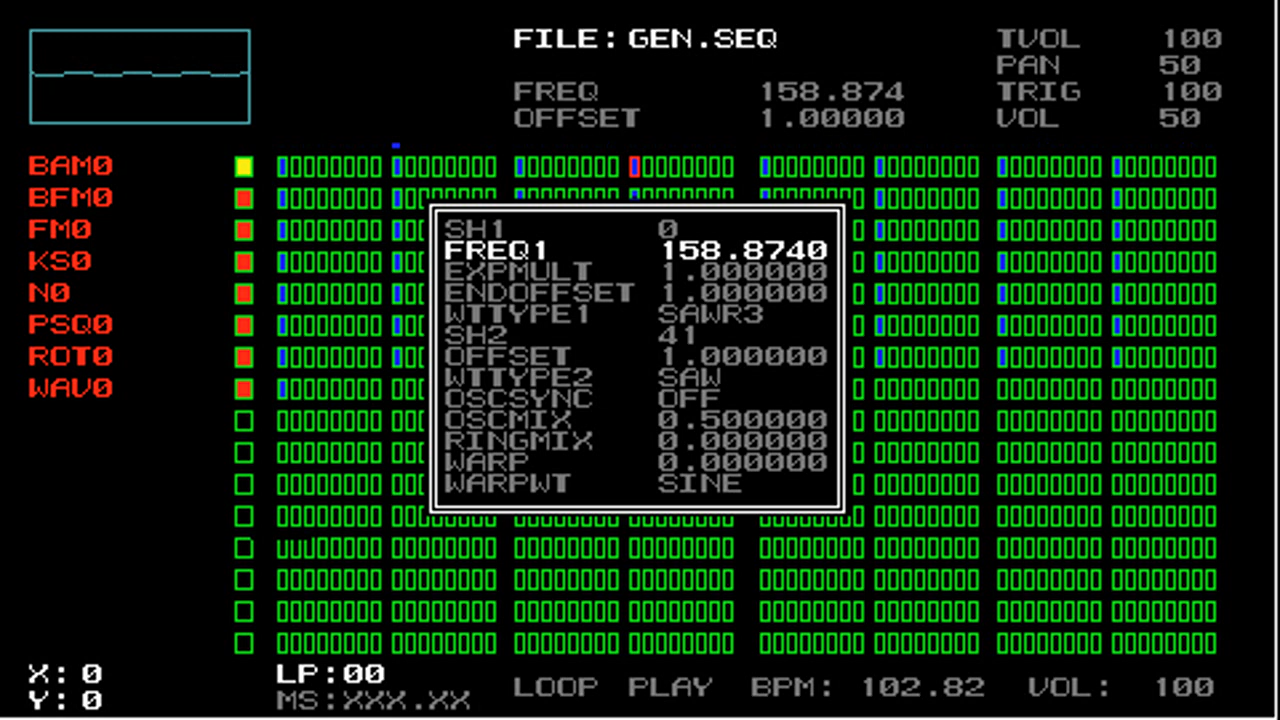 FILE:GEN.SEQ
FREQ 158.874
OFFSET 1.00000
TVOL 100
PAN 50
TRIG 100
VOL 50
BAM0
BFM0
FM0
KS0
N0
PSQ0
ROT0
WAV0
SH1 0
FREQ1 158.8740
EXPMULT 1.000000
ENDOFFSET 1.000000
WTTYPE1 SAWR3
SH2 41
OFFSET 1.000000
WTTYPE2 SAW
OSCSYNC OFF
OSCMIX 0.500000
RINGMIX 0.000000
WARP 0.000000
WARPWT SINE
X: 0
Y: 0
LP:00
MS:XXX.XX
LOOP PLAY BPM: 102.82 VOL: 100